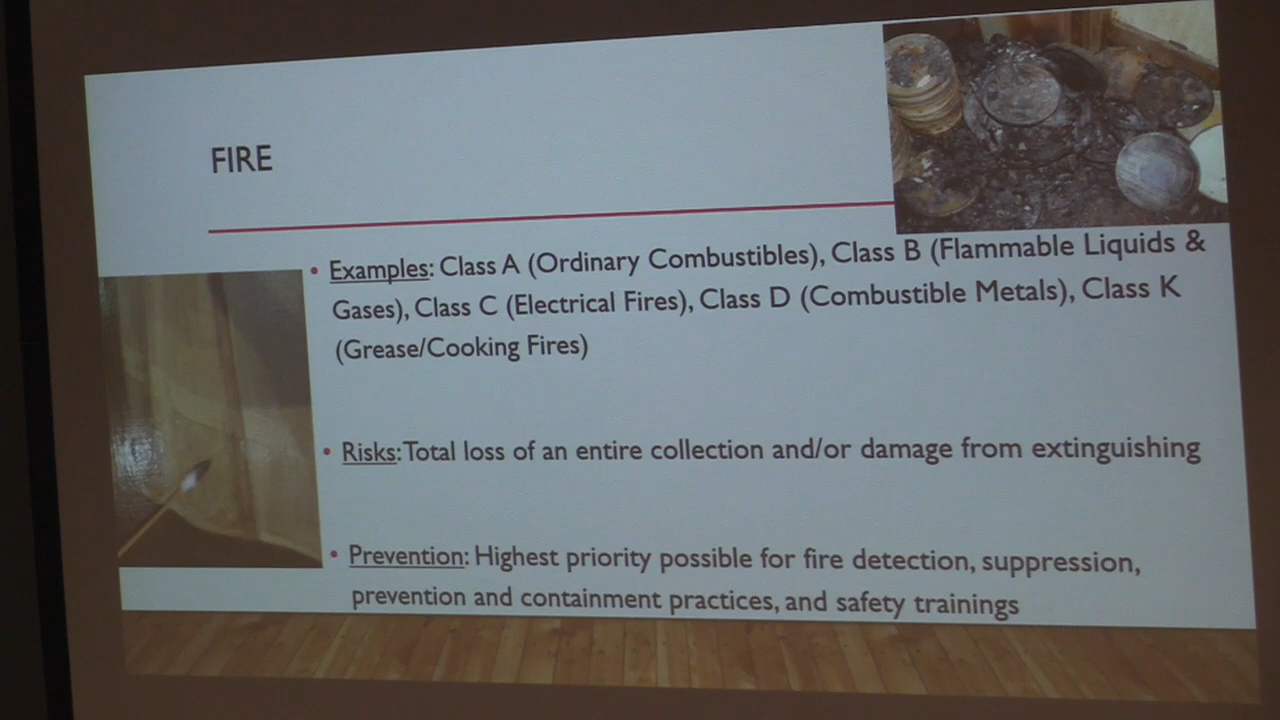 FIRE
• Examples: Class A (Ordinary Combustibles), Class B (Flammable Liquids &
Gases), Class C (Electrical Fires), Class D (Combustible Metals), Class K
(Grease/Cooking Fires)
• Risks: Total loss of an entire collection and/or damage from extinguishing
• Prevention: Highest priority possible for fire detection, suppression,
prevention and containment practices, and safety trainings